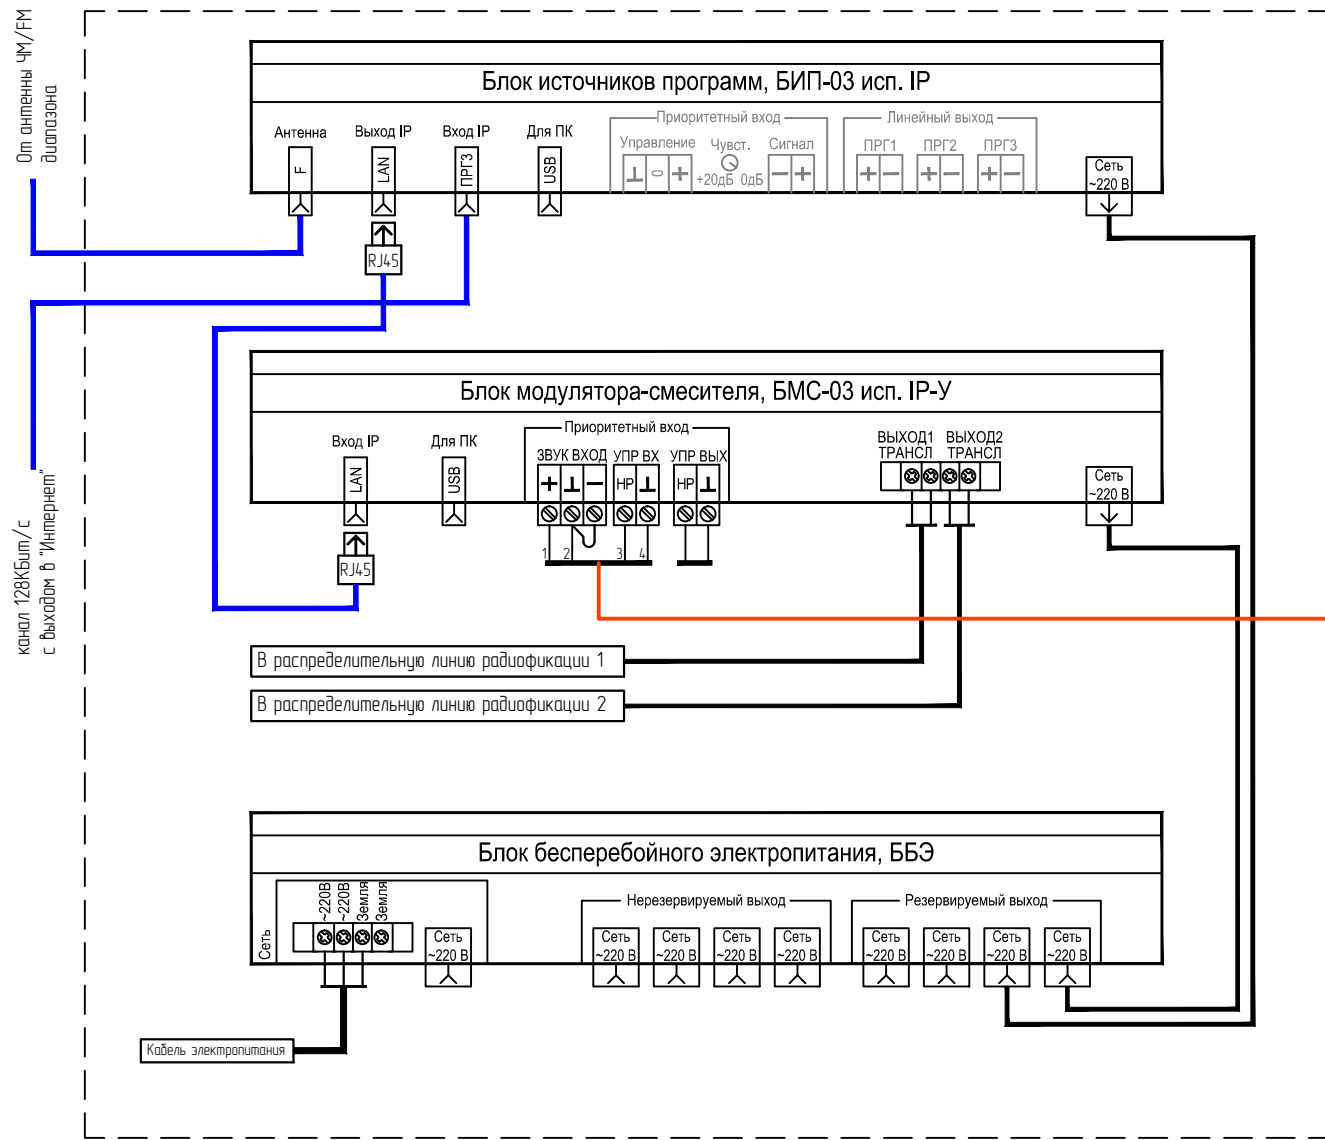 От антенны ЧМ/FM
диапазона
Блок источников программ, БИП-03 исп. IP
Антенна
Выход IP
Вход IP
Для ПК
Приоритетный вход
Линейный выход
Управление
Чувст.
Сигнал
ПРГ1
ПРГ2
ПРГ3
F
LAN
ПРГ3
USB
⊥ 0 +
+20дБ 0дБ
− +
+ −
+ −
+ −
Сеть
~220 В
RJ45
канал 128КБит/с
с выходом в "Интернет"
Блок модулятора-смесителя, БМС-03 исп. IP-У
Вход IP
Для ПК
Приоритетный вход
ЗВУК ВХОД
УПР ВХ
УПР ВЫХ
ВЫХОД1
ТРАНСЛ
ВЫХОД2
ТРАНСЛ
LAN
USB
+ ⊥ −
НР ⊥
НР ⊥
Сеть
~220 В
1 2 3 4
RJ45
В распределительную линию радиофикации 1
В распределительную линию радиофикации 2
Блок бесперебойного электропитания, ББЭ
Сеть
~220В
~220В
Земля
Земля
Сеть
~220 В
Нерезервируемый выход
Сеть
~220 В
Сеть
~220 В
Сеть
~220 В
Сеть
~220 В
Резервируемый выход
Сеть
~220 В
Сеть
~220 В
Сеть
~220 В
Сеть
~220 В
Кабель электропитания